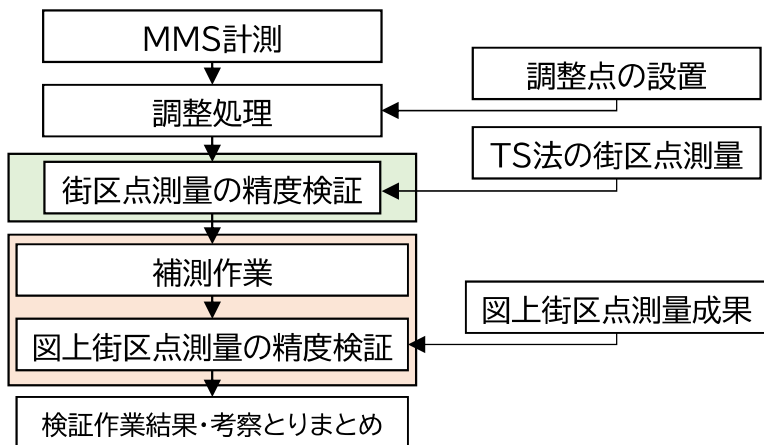 MMS計測
調整点の設置
調整処理
TS法の街区点測量
街区点測量の精度検証
補測作業
図上街区点測量成果
図上街区点測量の精度検証
検証作業結果・考察とりまとめ